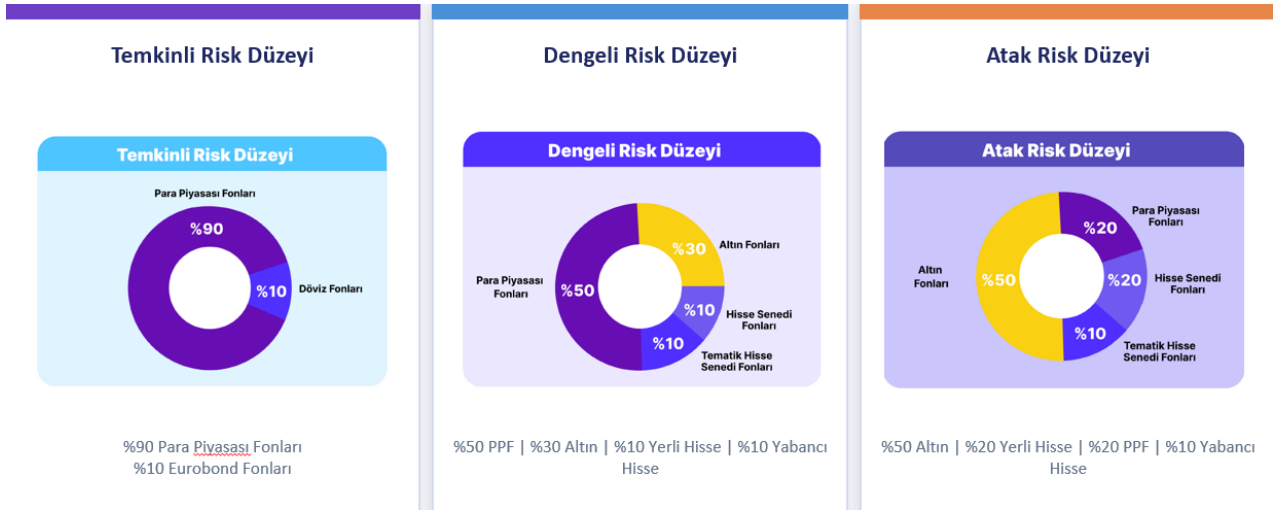 Temkinli Risk Düzeyi
Temkinli Risk Düzeyi
Para Piyasası Fonları
%90
%10
Döviz Fonları
%90 Para Piyasası Fonları
%10 Eurobond Fonları
Dengeli Risk Düzeyi
Dengeli Risk Düzeyi
%30
Altın Fonları
Para Piyasası
Fonları
%50
%10
Hisse Senedi
Fonları
%10
Tematik Hisse
Senedi Fonları
%50 PPF | %30 Altın | %10 Yerli Hisse | %10 Yabancı
Hisse
Atak Risk Düzeyi
Atak Risk Düzeyi
%20
Para Piyasası
Fonları
Altın
Fonları
%50
%20
Hisse Senedi
Fonları
%10
Tematik Hisse
Senedi Fonları
%50 Altın | %20 Yerli Hisse | %20 PPF | %10 Yabancı
Hisse